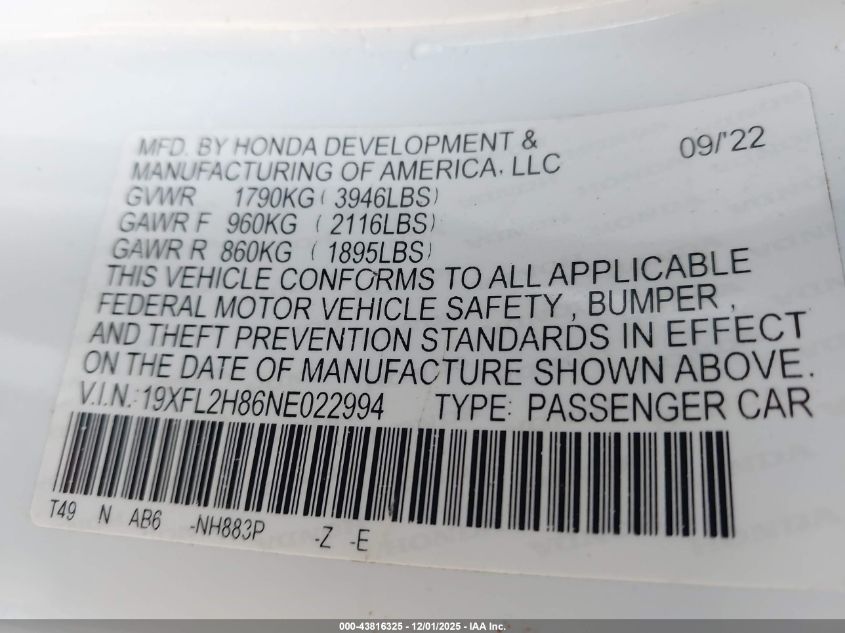 MFD. BY HONDA DEVELOPMENT & 09/'22
MANUFACTURING OF AMERICA, LLC
GVWR 1790KG ( 3946LBS)
GAWR F 960KG ( 2116LBS)
GAWR R 860KG ( 1895LBS)
THIS VEHICLE CONFORMS TO ALL APPLICABLE
FEDERAL MOTOR VEHICLE SAFETY , BUMPER ,
AND THEFT PREVENTION STANDARDS IN EFFECT
ON THE DATE OF MANUFACTURE SHOWN ABOVE.
V.I.N.: 19XFL2H86NE022994 TYPE: PASSENGER CAR
T49 N AB6 -NH883P -Z -E
000-43816325 - 12/01/2025 - IAA Inc.